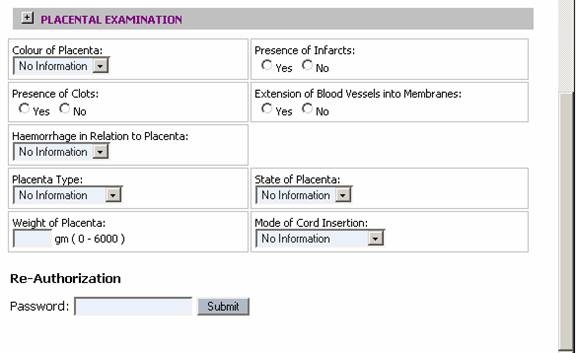 + PLACENTAL EXAMINATION
Colour of Placenta: Presence of Infarcts:
No Information Yes No
Presence of Clots: Extension of Blood Vessels into Membranes:
Yes No Yes No
Haemorrhage in Relation to Placenta:
No Information
Placenta Type: State of Placenta:
No Information No Information
Weight of Placenta: Mode of Cord Insertion:
gm ( 0 - 6000 ) No Information
Re-Authorization
Password: Submit